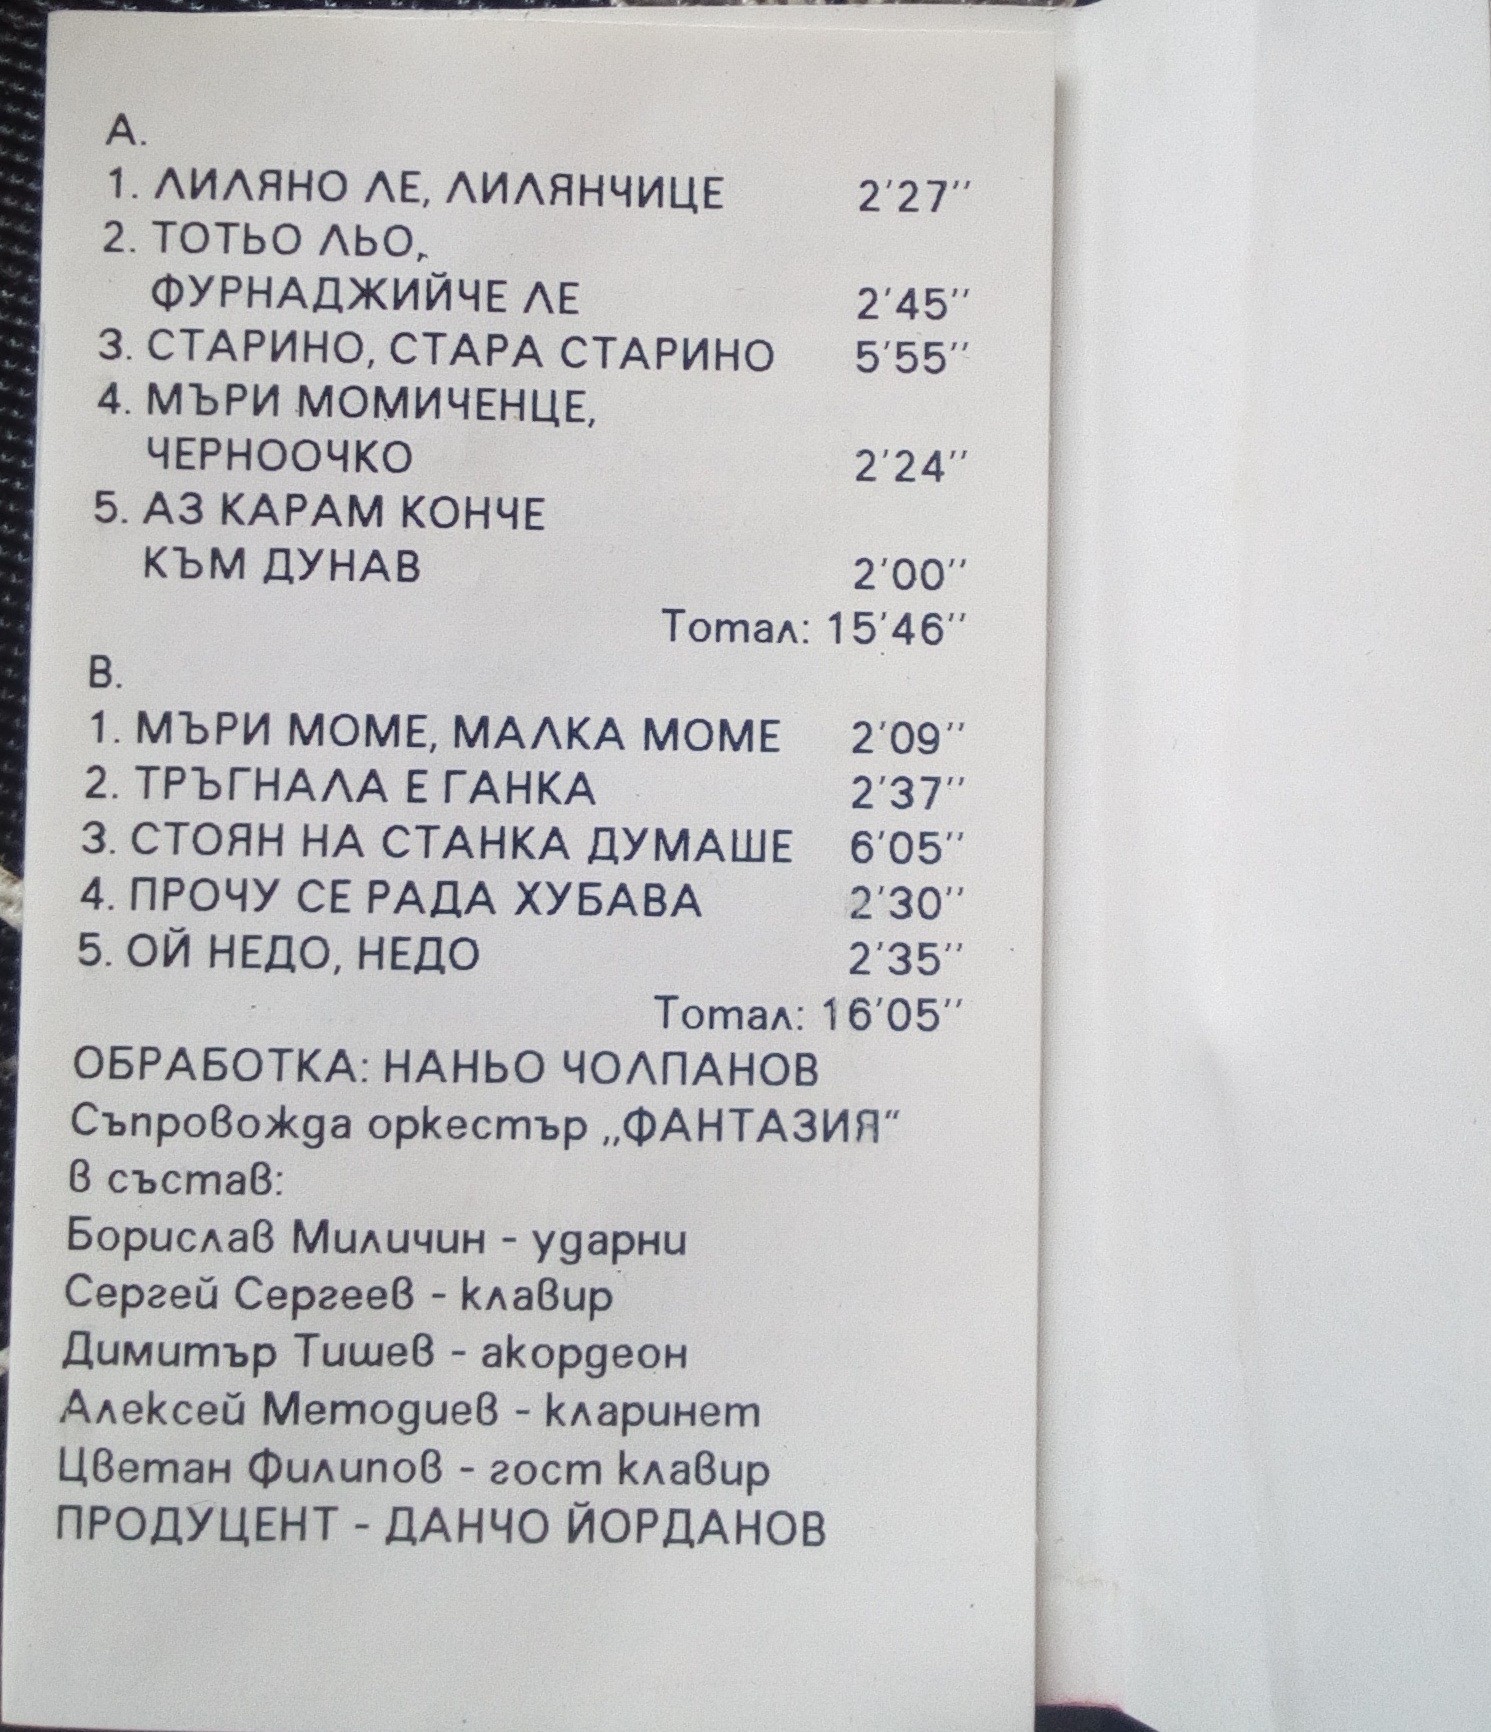 А.
1. ЛИЛЯНО ЛЕ, ЛИЛЯНЧИЦЕ 2'27''
2. ТОТЬО ЛЬО,
ФУРНАДЖИЙЧЕ ЛЕ 2'45''
3. СТАРИНО, СТАРА СТАРИНО 5'55''
4. МЪРИ МОМИЧЕНЦЕ,
ЧЕРНООЧКО 2'24''
5. АЗ КАРАМ КОНЧЕ
КЪМ ДУНАВ 2'00''
Тотал: 15'46''
В.
1. МЪРИ МОМЕ, МАЛКА МОМЕ 2'09''
2. ТРЪГНАЛА Е ГАНКА 2'37''
3. СТОЯН НА СТАНКА ДУМАШЕ 6'05''
4. ПРОЧУ СЕ РАДА ХУБАВА 2'30''
5. ОЙ НЕДО, НЕДО 2'35''
Тотал: 16'05''
ОБРАБОТКА: НАНЬО ЧОЛПАНОВ
Съпровожда оркестър „ФАНТАЗИЯ“
в състав:
Борислав Миличин - ударни
Сергей Сергеев - клавир
Димитър Тишев - акордеон
Алексей Методиев - кларинет
Цветан Филипов - гост клавир
ПРОДУЦЕНТ - ДАНЧО ЙОРДАНОВ